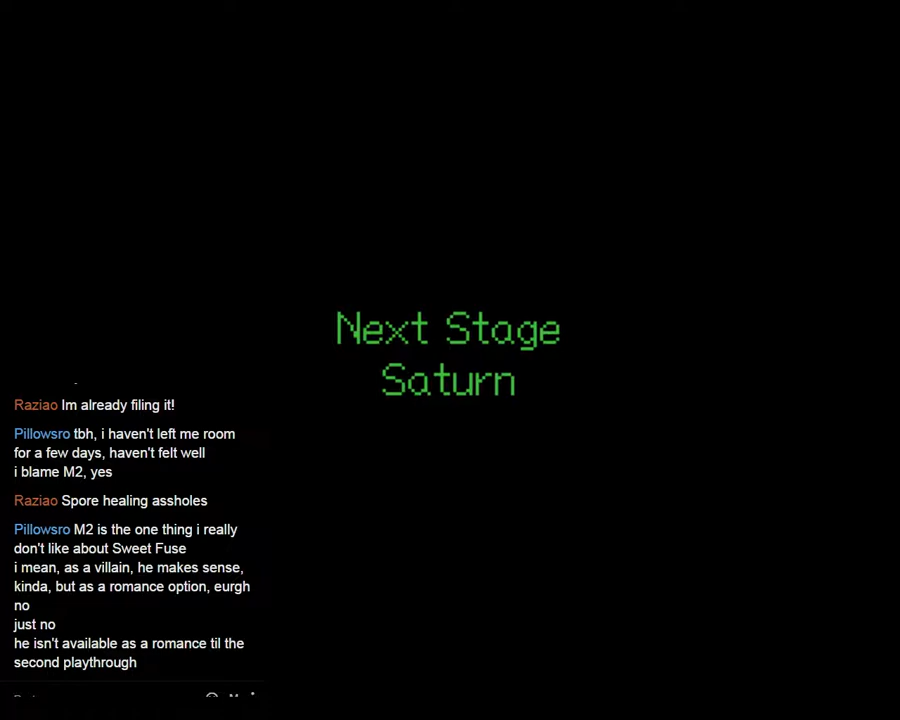 Next Stage
Saturn
Raziao Im already filing it!
Pillowsro tbh, i haven't left me room
for a few days, haven't felt well
i blame M2, yes
Raziao Spore healing assholes
Pillowsro M2 is the one thing i really
don't like about Sweet Fuse
i mean, as a villain, he makes sense,
kinda, but as a romance option, eurgh
no
just no
he isn't available as a romance til the
second playthrough